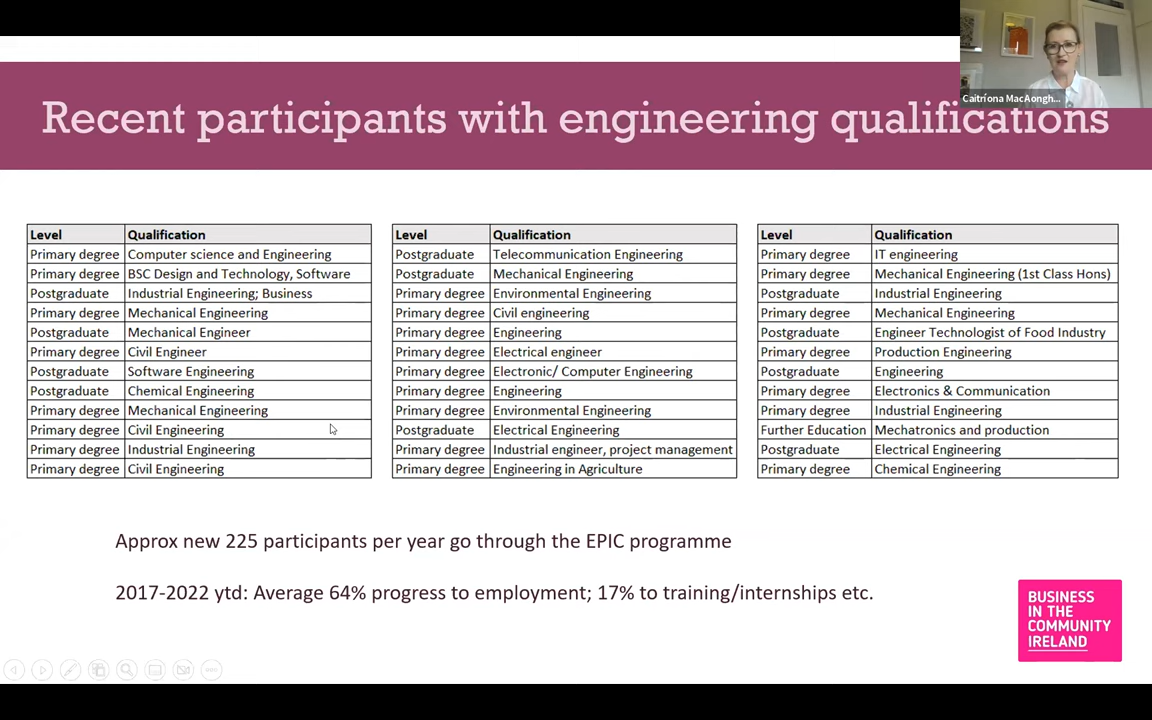 Caitríona MacAongh...
Recent participants with engineering qualifications
Level Qualification
Primary degree Computer science and Engineering
Primary degree BSC Design and Technology, Software
Postgraduate Industrial Engineering; Business
Primary degree Mechanical Engineering
Postgraduate Mechanical Engineer
Primary degree Civil Engineer
Postgraduate Software Engineering
Postgraduate Chemical Engineering
Primary degree Mechanical Engineering
Primary degree Civil Engineering
Primary degree Industrial Engineering
Primary degree Civil Engineering
Level Qualification
Postgraduate Telecommunication Engineering
Postgraduate Mechanical Engineering
Primary degree Environmental Engineering
Primary degree Civil engineering
Primary degree Engineering
Primary degree Electrical engineer
Primary degree Electronic/ Computer Engineering
Primary degree Engineering
Primary degree Environmental Engineering
Postgraduate Electrical Engineering
Primary degree Industrial engineer, project management
Primary degree Engineering in Agriculture
Level Qualification
Primary degree IT engineering
Primary degree Mechanical Engineering (1st Class Hons)
Postgraduate Industrial Engineering
Primary degree Mechanical Engineering
Postgraduate Engineer Technologist of Food Industry
Primary degree Production Engineering
Postgraduate Engineering
Primary degree Electronics & Communication
Primary degree Industrial Engineering
Further Education Mechatronics and production
Postgraduate Electrical Engineering
Primary degree Chemical Engineering
Approx new 225 participants per year go through the EPIC programme
2017-2022 ytd: Average 64% progress to employment; 17% to training/internships etc.
BUSINESS
IN THE
COMMUNITY
IRELAND